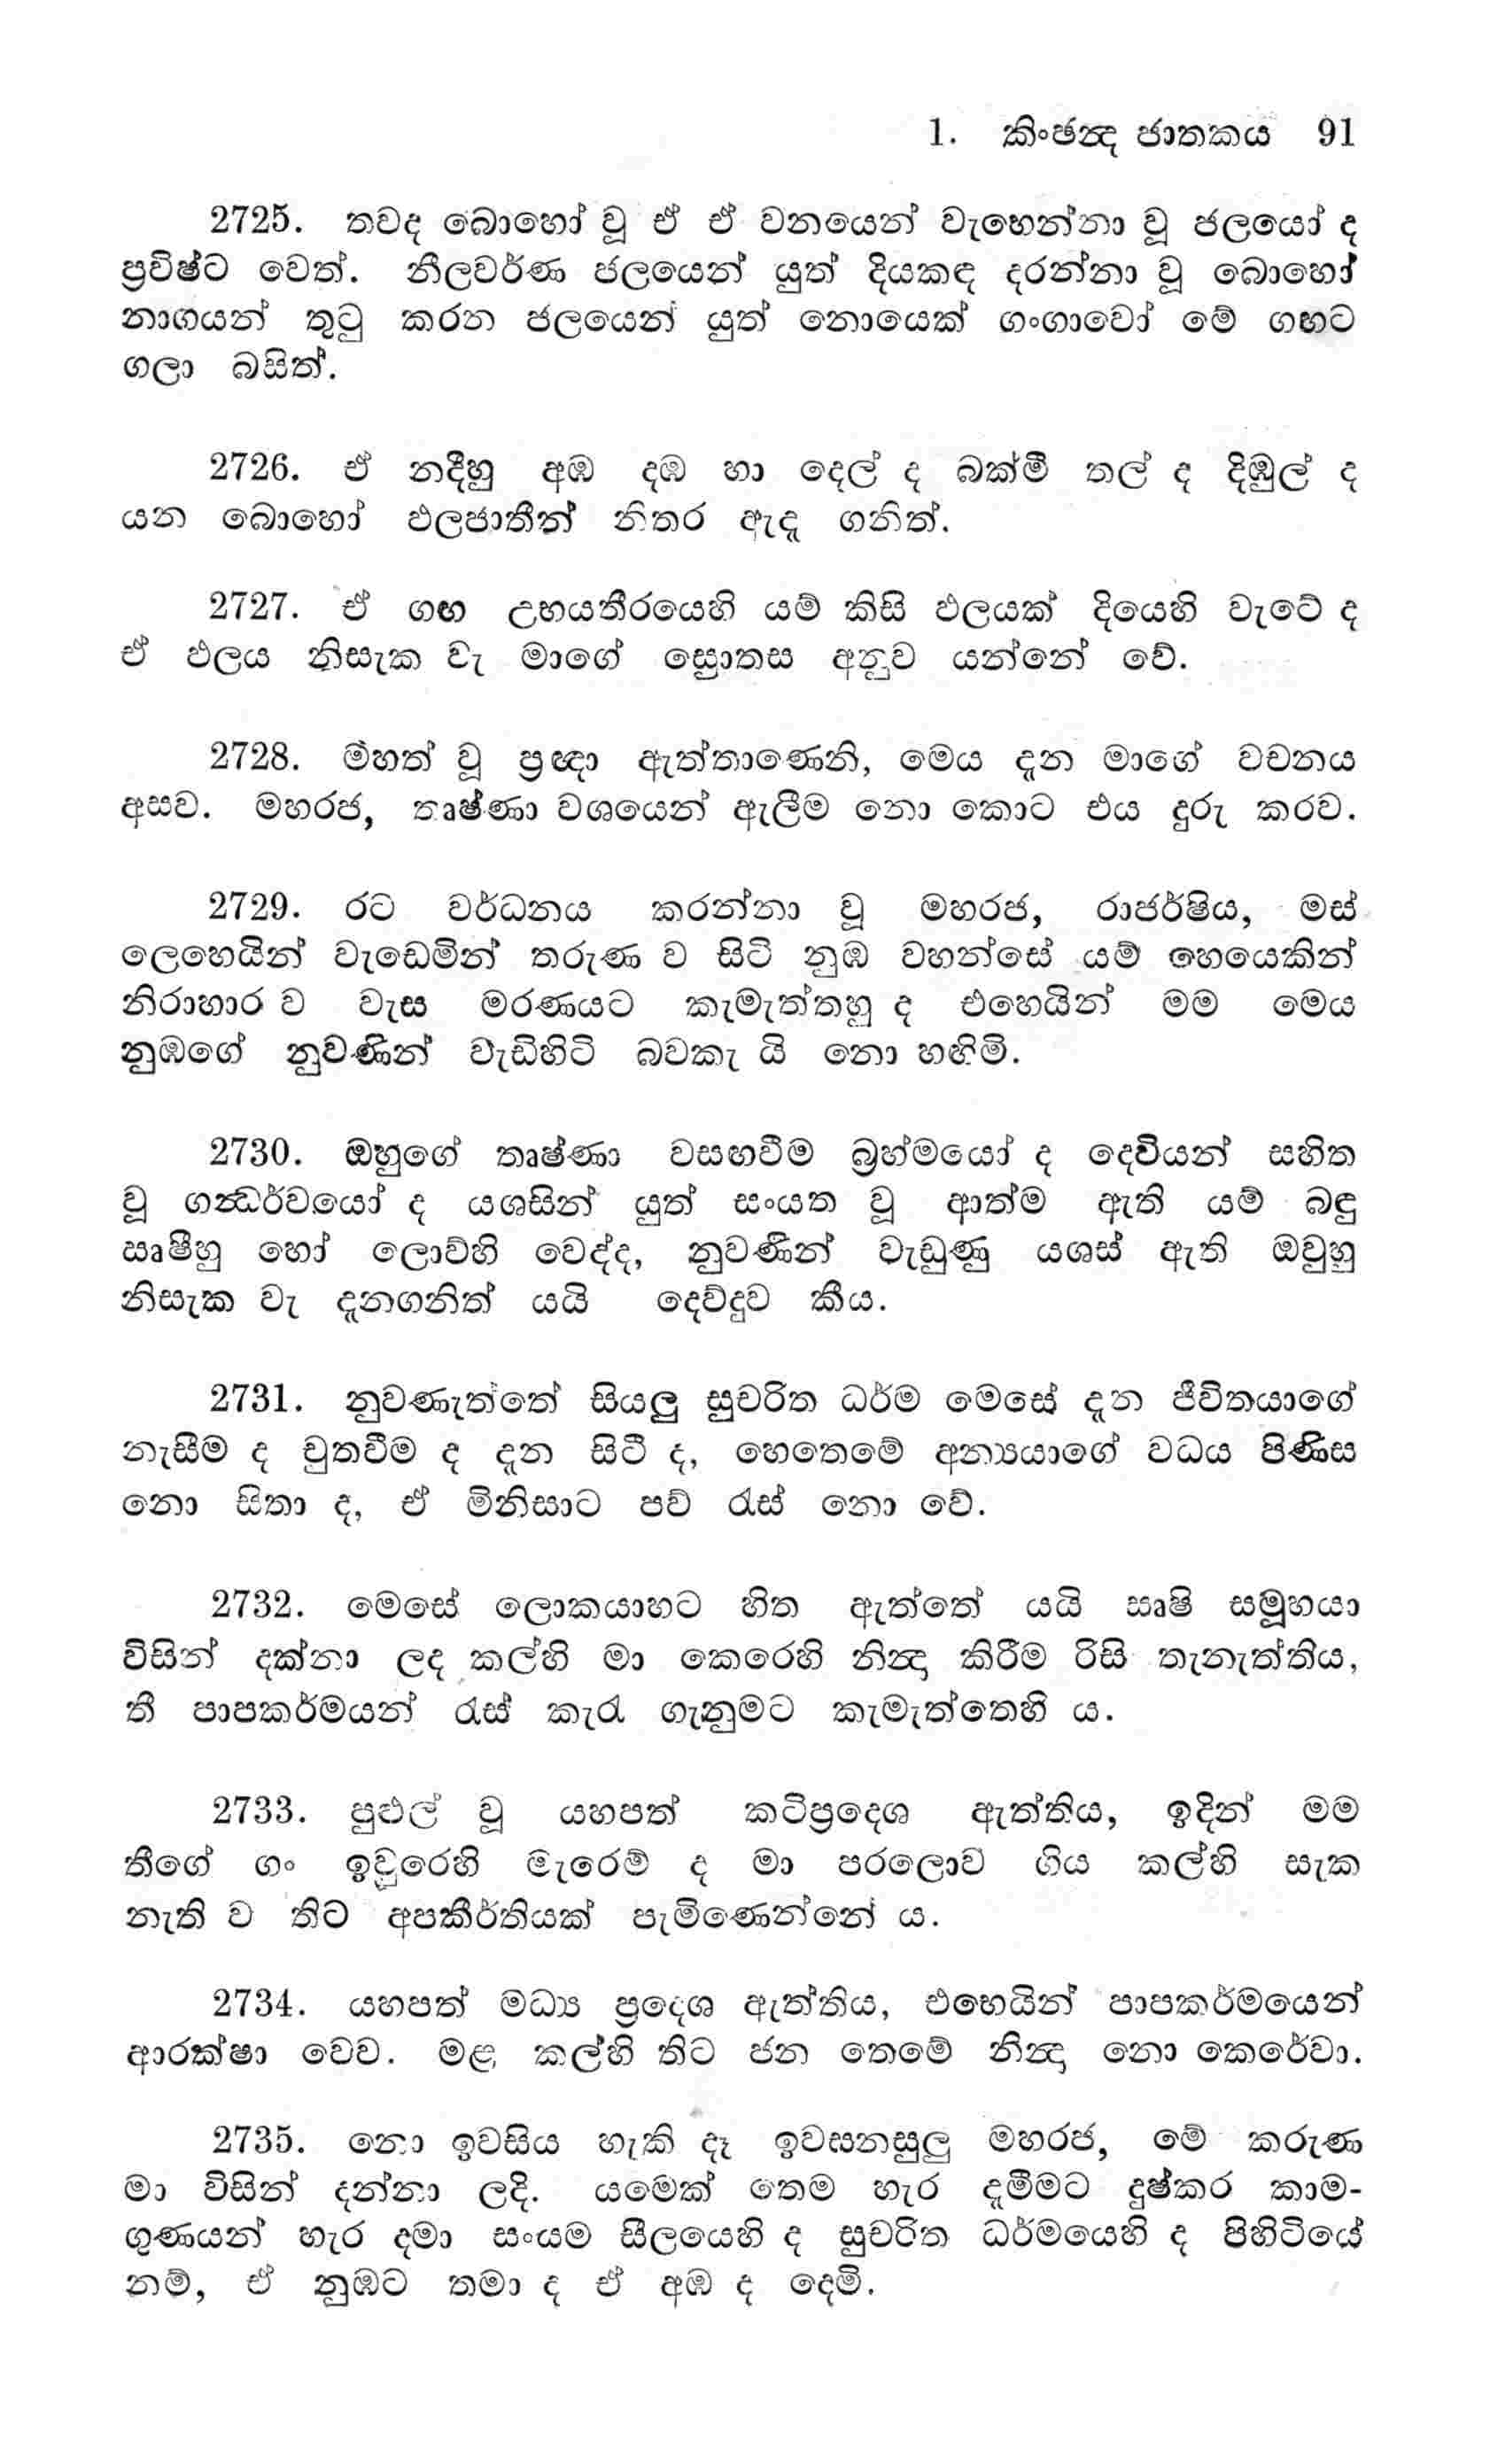 1. කිංඡන්‍ද ජාතකය 91
2725. තවද බොහෝ වූ ඒ ඒ වනයෙන් වැහෙන්නා වූ ජලයෝ ද
ප්‍රවිෂ්ට වෙත්. නීලවර්ණ ජලයෙන් යුත් දියකඳ දරන්නා වූ බොහෝ
නාගයන් තුටු කරන ජලයෙන් යුත් නොයෙක් ගංගාවෝ මේ ගඟට
ගලා බසිත්.
2726. ඒ නදීහු අඹ දඹ හා දෙල් ද බක්මී තල් ද දිඹුල් ද
යන බොහෝ ඵලජාතීන් නිතර ඇද ගනිත්.
2727. ඒ ගඟ උභයතීරයෙහි යම් කිසි ඵලයක් දියෙහි වැටේ ද
ඒ ඵලය නිසැක වැ මාගේ සොතස අනුව යන්නේ වේ.
2728. මහත් වූ ප්‍රඥා ඇත්තාණෙනි, මෙය දැන මාගේ වචනය
අසව. මහරජ, තෘෂ්ණා වශයෙන් ඇලීම නො කොට එය දුරු කරව.
2729. රට වර්ධනය කරන්නා වූ මහරජ, රාජර්ෂිය, මස්
ලෙහෙයින් වැඩෙමින් තරුණ ව සිටි නුඹ වහන්සේ යම් හෙයෙකින්
නිරාහාර ව වැස මරණයට කැමැත්තහු ද එහෙයින් මම මෙය
නුඹගේ නුවණින් වැඩිහිටි බවකැ යි නො හඟිමි.
2730. ඔහුගේ තෘෂ්ණා වසඟවීම බ්‍රහ්මයෝ ද දෙවියන් සහිත
වූ ගන්‍ධර්වයෝ ද යශසින් යුත් සංයත වූ ආත්ම ඇති යම් බඳු
ඍෂීහු හෝ ලොව්හි වෙද්ද, නුවණින් වැඩුණු යශස් ඇති ඔවුහු
නිසැක වැ දැනගනිත් යයි දෙව්දුව කීය.
2731. නුවණැත්තේ සියලු සුචරිත ධර්ම මෙසේ දැන ජීවිතයාගේ
නැසීම ද චුතවීම ද දැන සිටී ද, හෙතෙමේ අන්‍යයාගේ වධය පිණිස
නො සිතා ද, ඒ මිනිසාට පව් රැස් නො වේ.
2732. මෙසේ ලොකයාහට හිත ඇත්තේ යයි ඍෂි සමූහයා
විසින් දක්නා ලද කල්හි මා කෙරෙහි නින්‍දා කිරීම රිසි තැනැත්තිය,
තී පාපකර්මයන් රැස් කැර ගැනුමට කැමැත්තෙහි ය.
2733. පුළුල් වූ යහපත් කටිප්‍රදෙශ ඇත්තිය, ඉදින් මම
තීගේ ගං ඉවුරෙහි මැරෙම් ද මා පරලොව ගිය කල්හි සැක
නැති ව තිට අපකීර්තියක් පැමිණෙන්නේ ය.
2734. යහපත් මධ්‍ය ප්‍රදෙශ ඇත්තිය, එහෙයින් පාපකර්මයෙන්
ආරක්ෂා වෙව. මළ කල්හි තිට ජන තෙමේ නින්‍දා නො කෙරේවා.
2735. නො ඉවසිය හැකි දෑ ඉවසනසුලු මහරජ, මේ කරුණ
මා විසින් දන්නා ලදි. යමෙක් තෙම හැර දැමීමට දුෂ්කර කාම-
ගුණයන් හැර දමා සංයම සීලයෙහි ද සුචරිත ධර්මයෙහි ද පිහිටියේ
නම්, ඒ නුඹට තමා ද ඒ අඹ ද දෙමි.